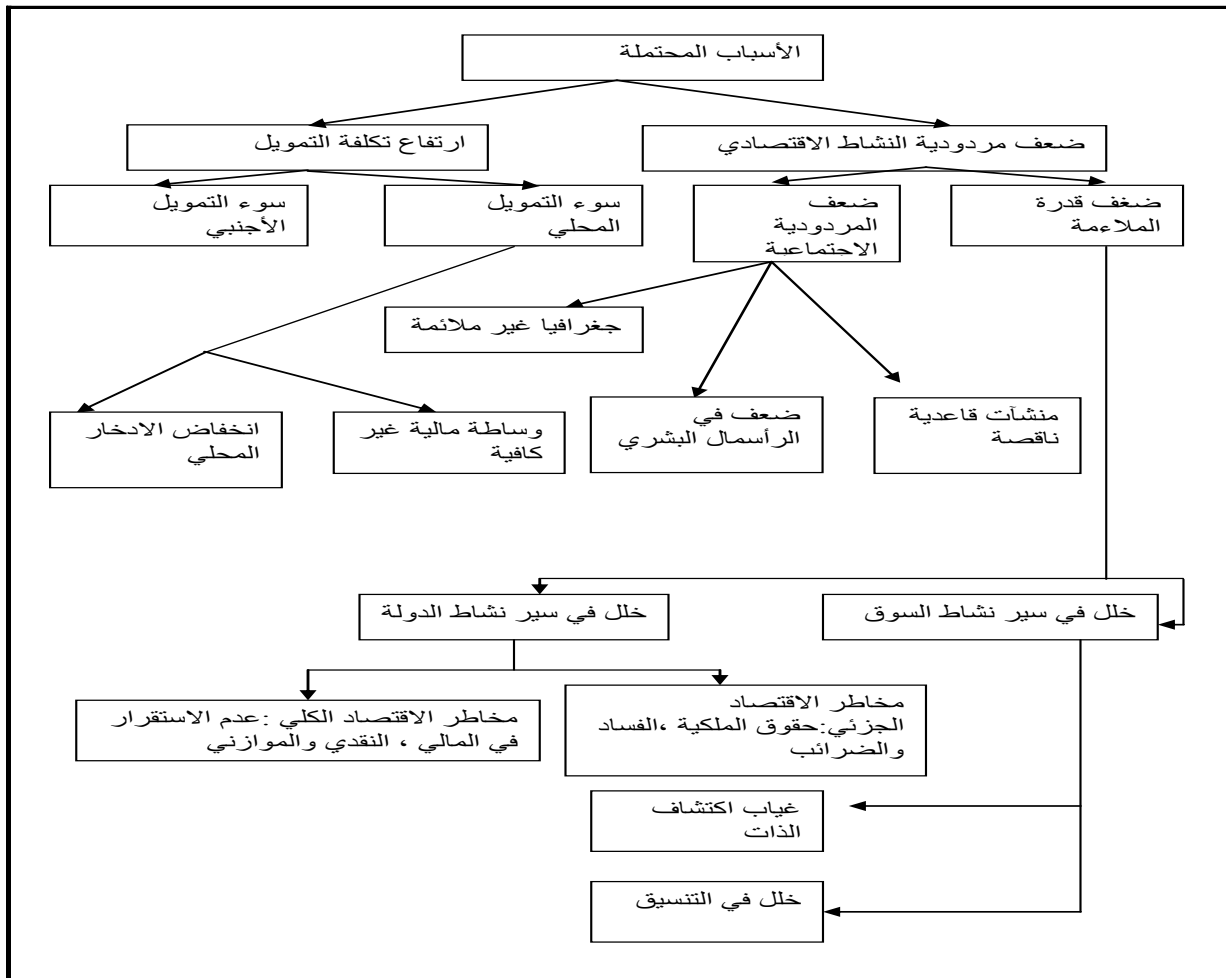 الأسباب المحتملة
ضعف مردودية النشاط الاقتصادي
ارتفاع تكلفة التمويل
ضغف قدرة
الملاءمة
ضعف
المردودية
الاجتماعية
سوء التمويل
المحلي
سوء التمويل
الأجنبي
جغرافيا غير ملائمة
منشآت قاعدية
ناقصة
ضعف في
الرأسمال البشري
وساطة مالية غير
كافية
انخفاض الادخار
المحلي
خلل في سير نشاط السوق
خلل في سير نشاط الدولة
مخاطر الاقتصاد
الجزئي:حقوق الملكية ،الفساد
والضرائب
مخاطر الاقتصاد الكلي :عدم الاستقرار
في المالي ، النقدي والموازني
غياب اكتشاف
الذات
خلل في التنسيق